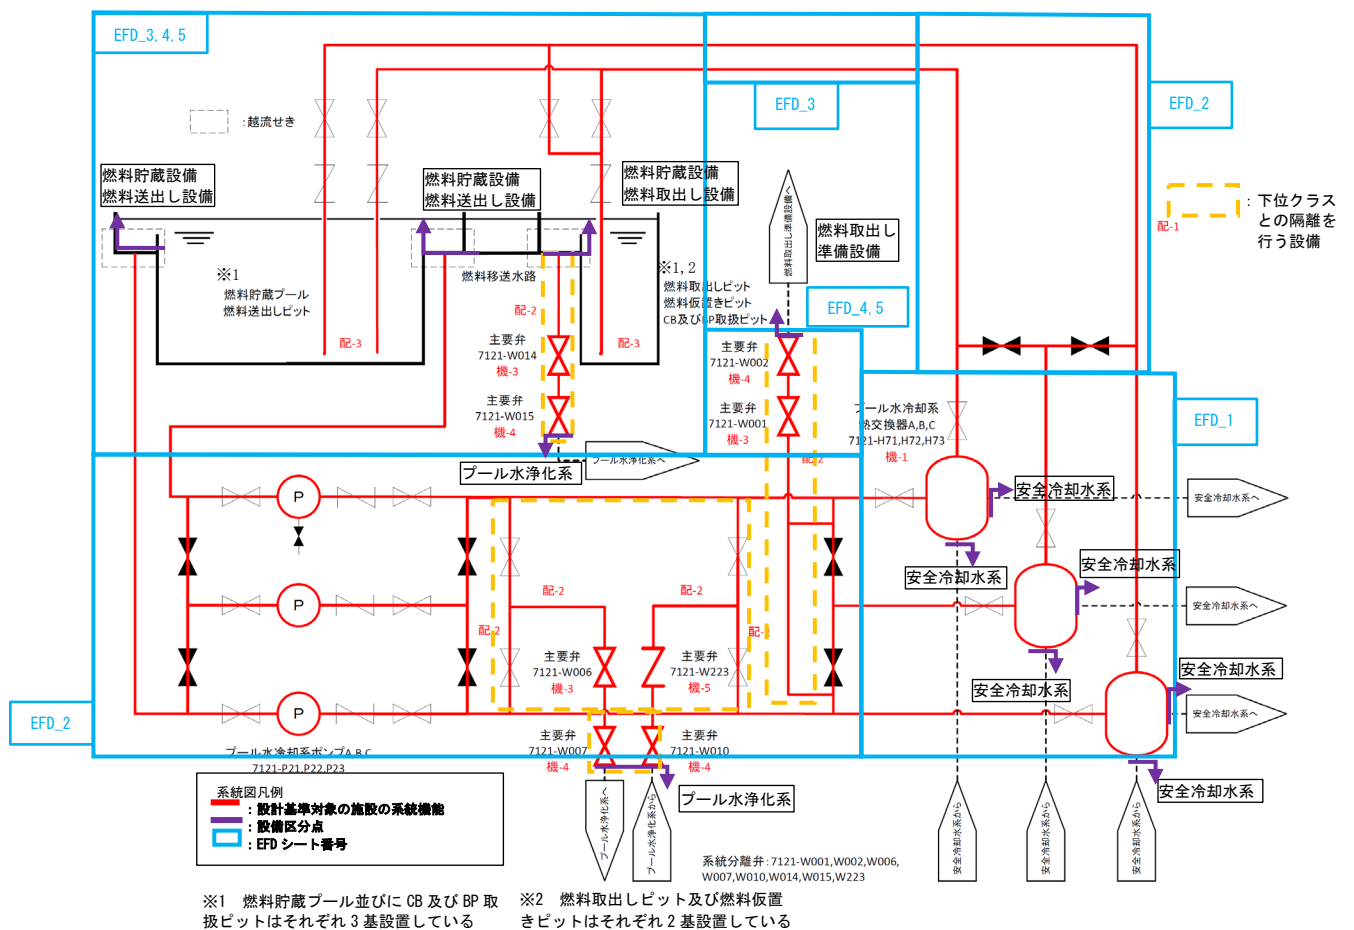 EFD_3,4,5
EFD_3
EFD_2
:越流せき
燃料貯蔵設備
燃料送出し設備
燃料貯蔵設備
燃料送出し設備
燃料貯蔵設備
燃料取出し設備
燃料取出し準備設備へ
燃料取出し
準備設備
配-1
:下位クラス
との隔離を
行う設備
※1
燃料貯蔵プール
燃料送出しピット
燃料移送水路
※1,2
燃料取出しピット
燃料仮置きピット
CB及びBP取扱ピット
EFD_4,5
配-3
配-2
配-3
主要弁
7121-W014
機-3
主要弁
7121-W015
機-4
主要弁
7121-W002
機-4
主要弁
7121-W001
機-3
プール水冷却系
熱交換器A,B,C
7121-H71,H72,H73
機-1
EFD_1
プール水浄化系へ
プール水浄化系
配-2
P
安全冷却水系
安全冷却水系へ
安全冷却水系
安全冷却水系
安全冷却水系へ
P
配-2
配-2
配-2
配-2
主要弁
7121-W006
機-3
主要弁
7121-W223
機-5
安全冷却水系
安全冷却水系
安全冷却水系へ
EFD_2
P
主要弁
7121-W007
機-4
主要弁
7121-W010
機-4
プール水冷却系ポンプA,B,C
7121-P21,P22,P23
プール水浄化系
安全冷却水系
系統図凡例
:設計基準対象の施設の系統機能
:設備区分点
:EFDシート番号
プール水浄化系へ
プール水浄化系から
安全冷却水系から
安全冷却水系から
安全冷却水系から
系統分離弁:7121-W001,W002,W006,
W007,W010,W014,W015,W223
※1 燃料貯蔵プール並びに CB 及び BP 取
扱ピットはそれぞれ 3 基設置している
※2 燃料取出しピット及び燃料仮置
きピットはそれぞれ 2 基設置している